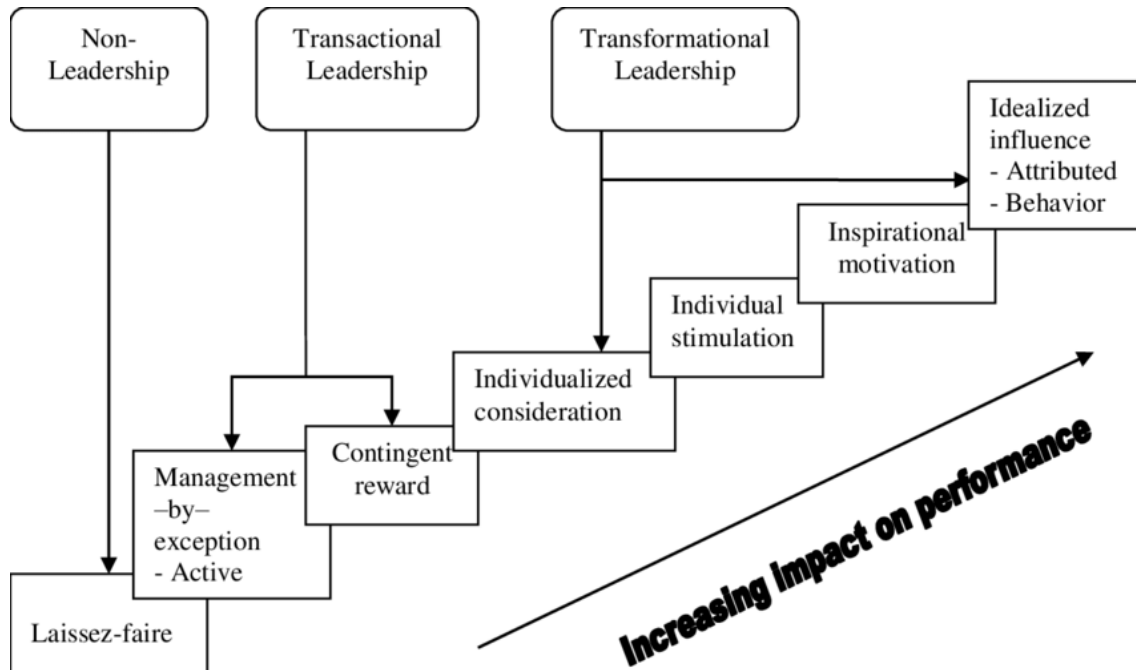 Non-
Leadership
Transactional
Leadership
Transformational
Leadership
Idealized
influence
- Attributed
- Behavior
Inspirational
motivation
Individual
stimulation
Individualized
consideration
Contingent
reward
Management
–by–
exception
- Active
Laissez-faire
Increasing impact on performance